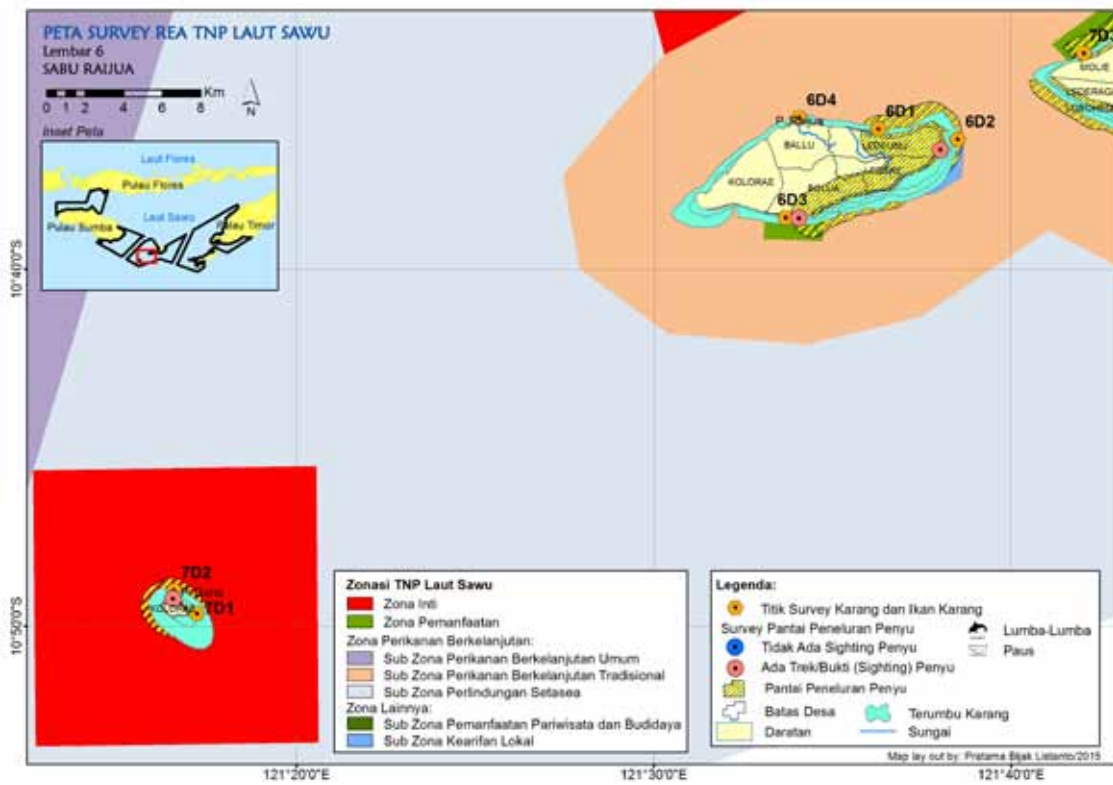 PETA SURVEY REA TNP LAUT SAWU
Lembar 6
SABU RAIJUA
Km
0 1 2 4 6 8
N
Inset Peta
Laut Flores
Pulau Flores
Laut Sawu
Pulau Sumba
Pulau Timor
7D3
MOLIE
6D4
6D1
6D2
BALLU
KOLORAE
BOLUA
6D3
10°40'0"S
7D2
7D1
10°50'0"S
Zonasi TNP Laut Sawu
Zona Inti
Zona Pemanfaatan
Zona Perikanan Berkelanjutan:
Sub Zona Perikanan Berkelanjutan Umum
Sub Zona Perikanan Berkelanjutan Tradisional
Sub Zona Perlindungan Setasea
Zona Lainnya:
Sub Zona Pemanfaatan Pariwisata dan Budidaya
Sub Zona Kearifan Lokal
Legenda:
Titik Survey Karang dan Ikan Karang
Survey Pantai Peneluran Penyu
Lumba-Lumba
Tidak Ada Sighting Penyu
Paus
Ada Trek/Bukti (Sighting) Penyu
Pantai Peneluran Penyu
Batas Desa
Terumbu Karang
Daratan
Sungai
Map lay out by: Pratama Bijak Listanto/2015
121°20'0"E
121°30'0"E
121°40'0"E